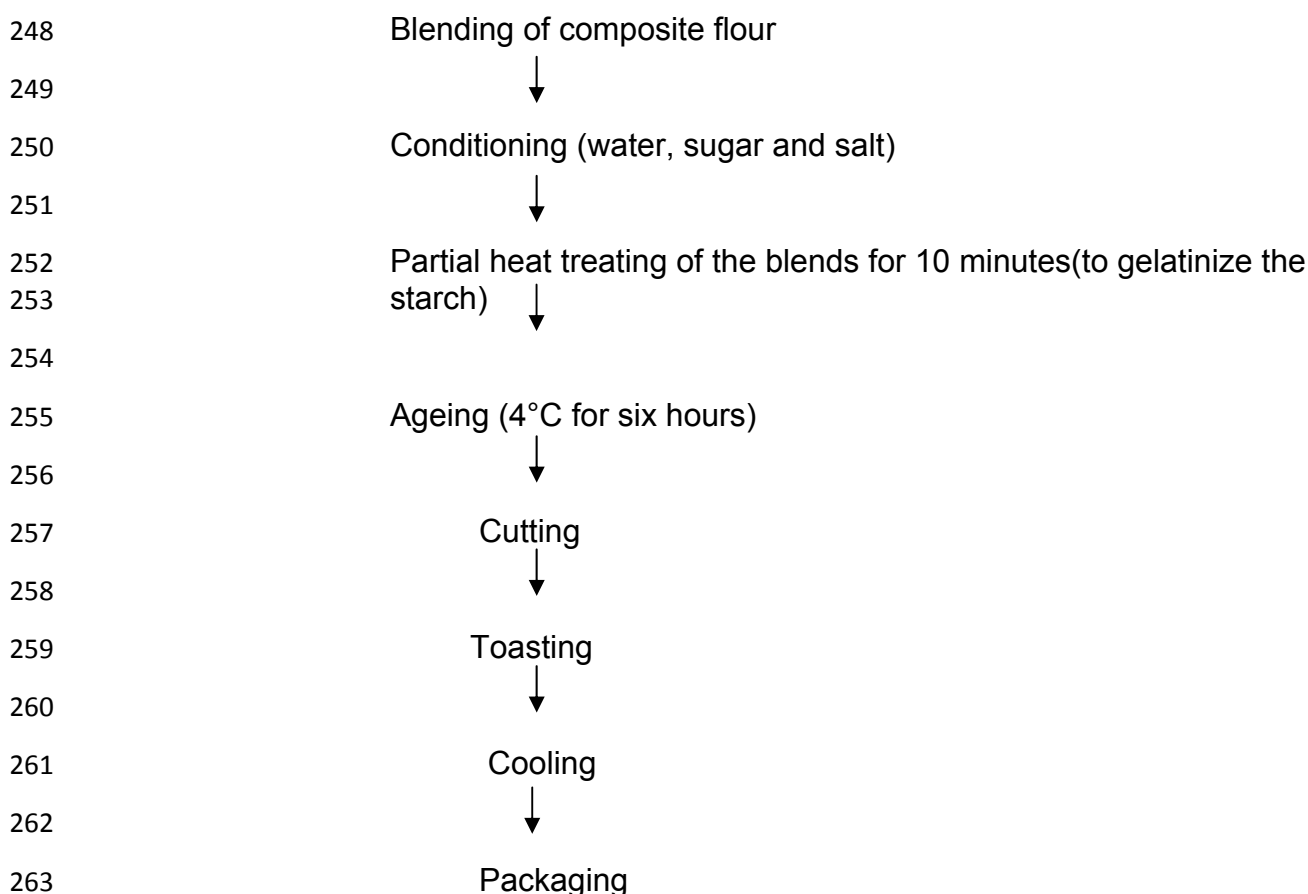 248 Blending of composite flour
249
250 Conditioning (water, sugar and salt)
251
252 Partial heat treating of the blends for 10 minutes(to gelatinize the
253 starch)
254
255 Ageing (4°C for six hours)
256
257 Cutting
258
259 Toasting
260
261 Cooling
262
263 Packaging